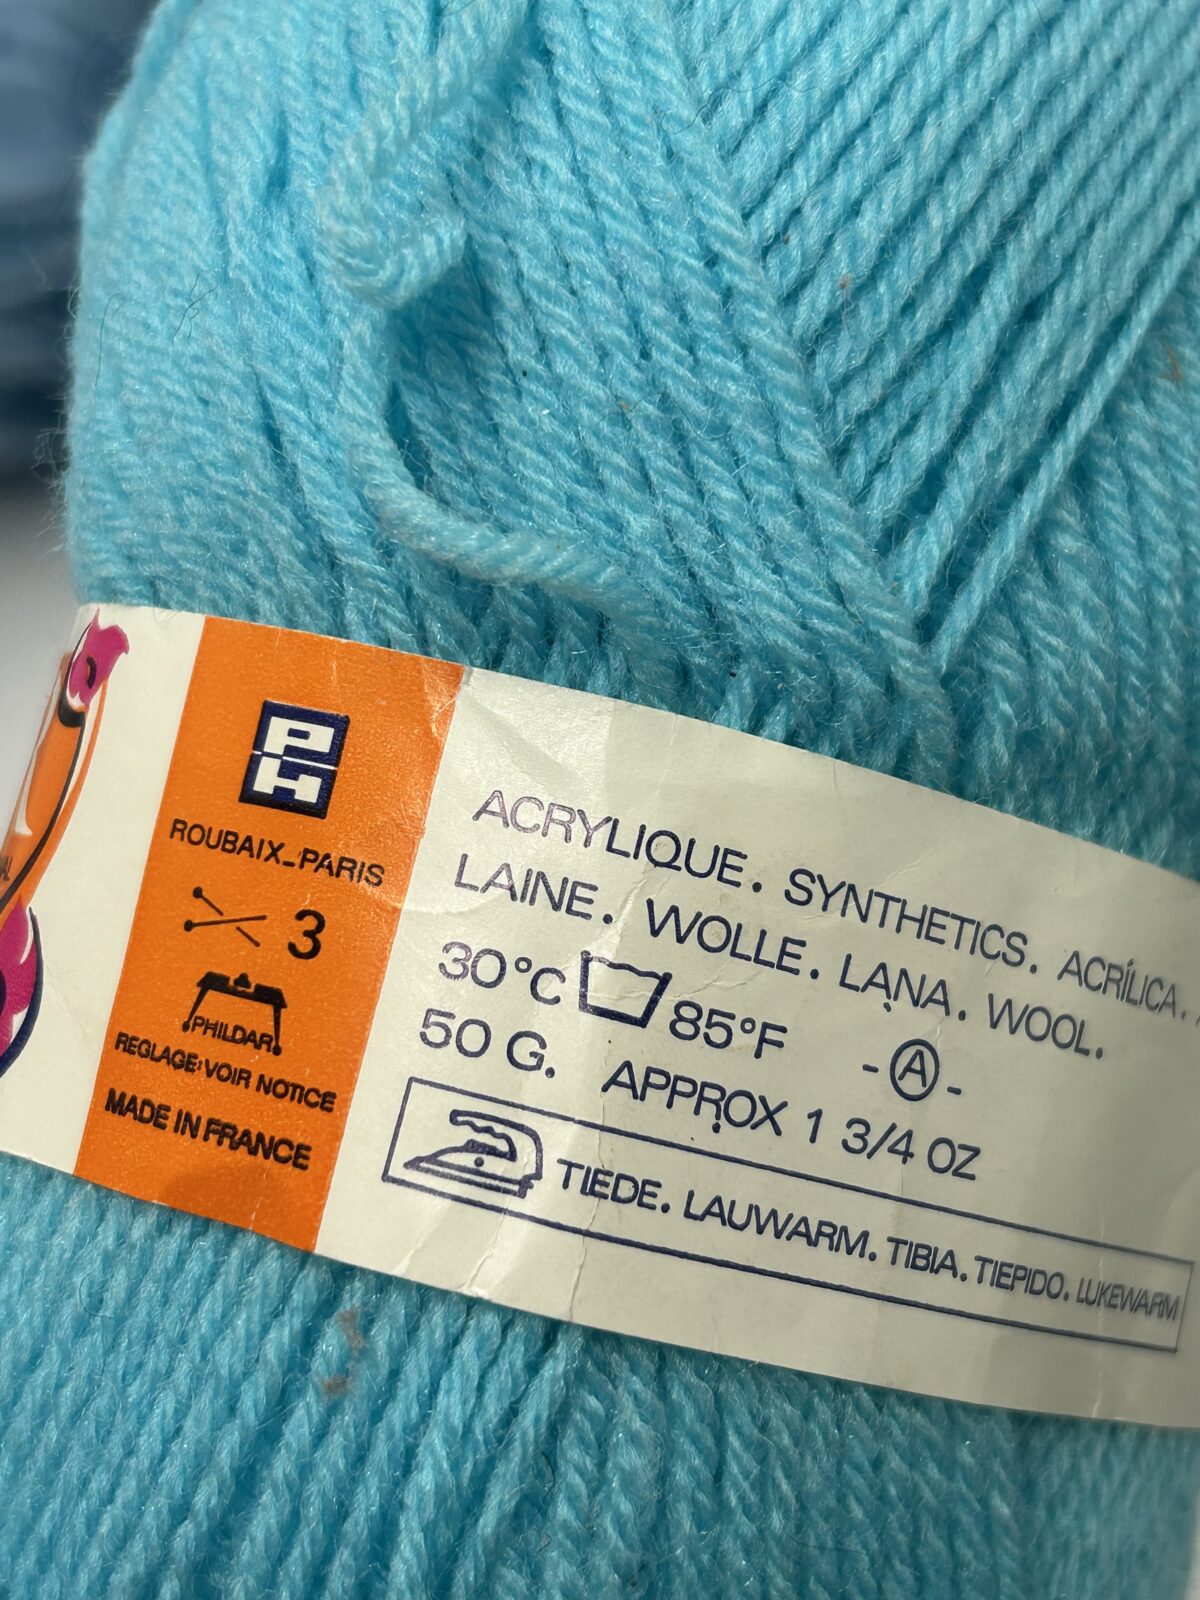 PH
ROUBAIX_PARIS
3
PHILDAR
REGLAGE: VOIR NOTICE
MADE IN FRANCE
ACRYLIQUE. SYNTHETICS. ACRÍLICA.
LAINE. WOLLE. LANA. WOOL.
30°C 85°F -A-
50 G. APPROX 1 3/4 OZ
TIEDE. LAUWARM. TIBIA. TIEPIDO. LUKEWARM